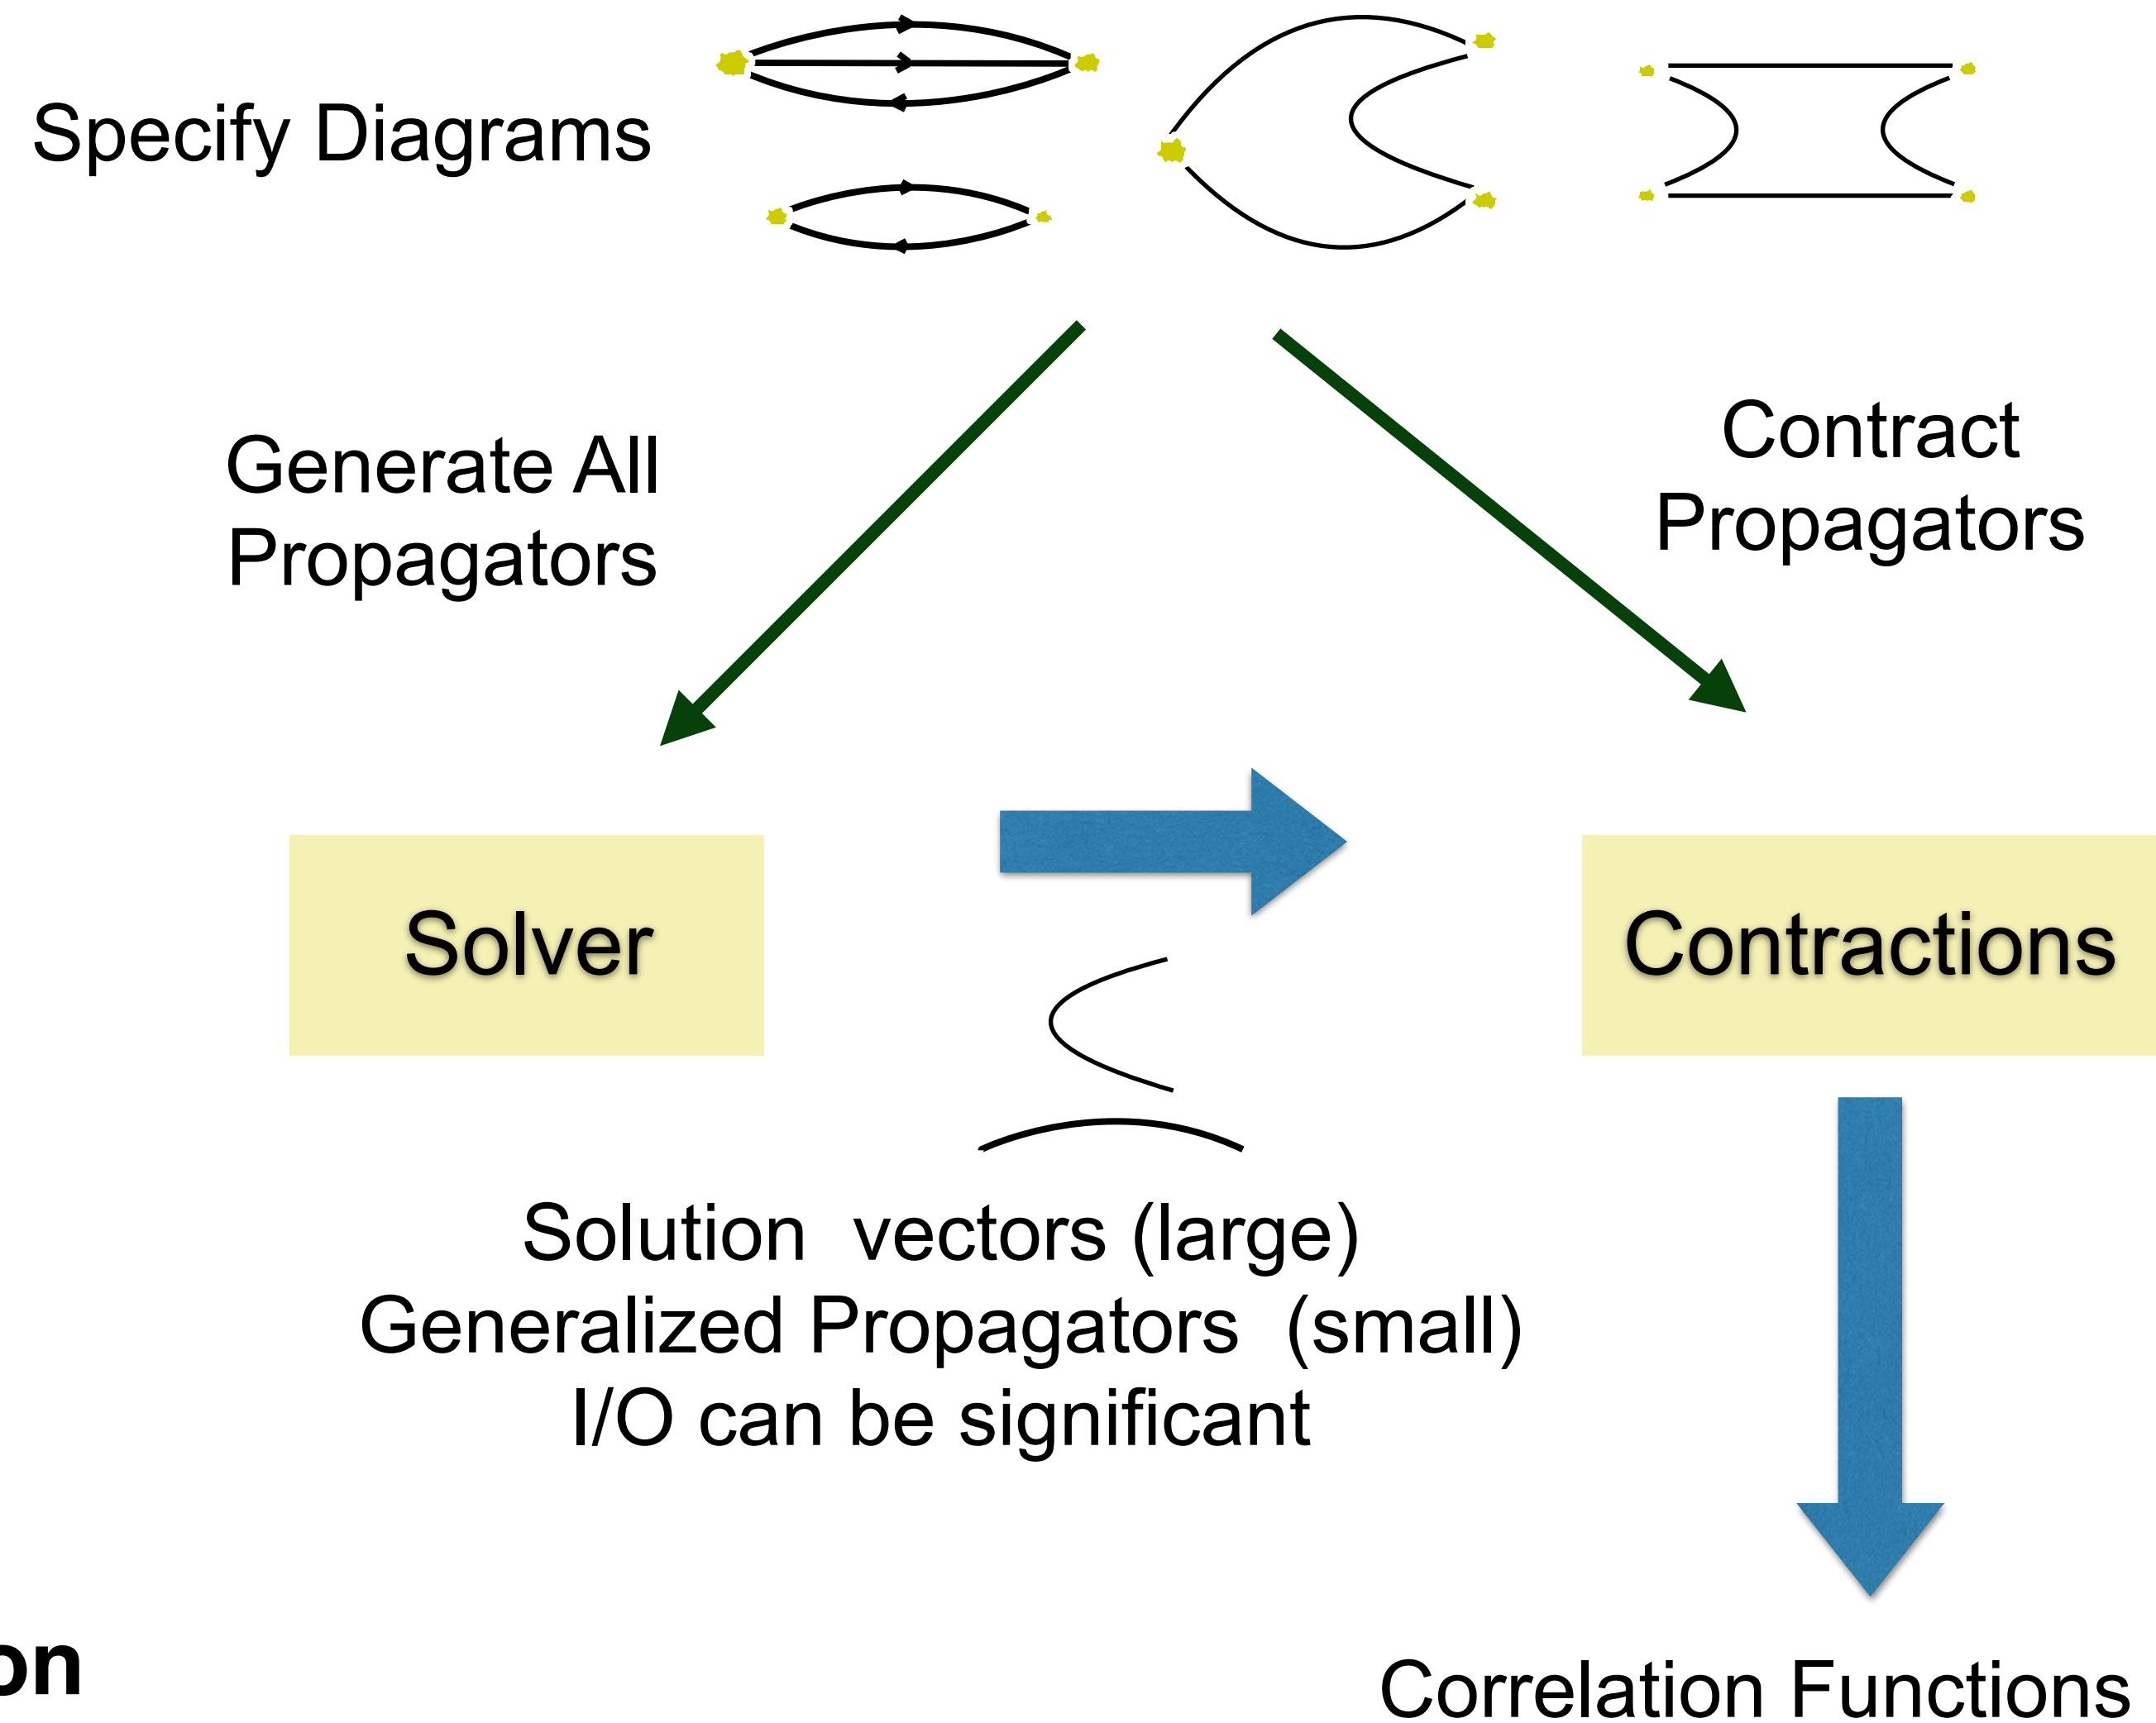 Specify Diagrams
Generate All
Propagators
Contract
Propagators
Solver
Contractions
Solution vectors (large)
Generalized Propagators (small)
I/O can be significant
on
Correlation Functions